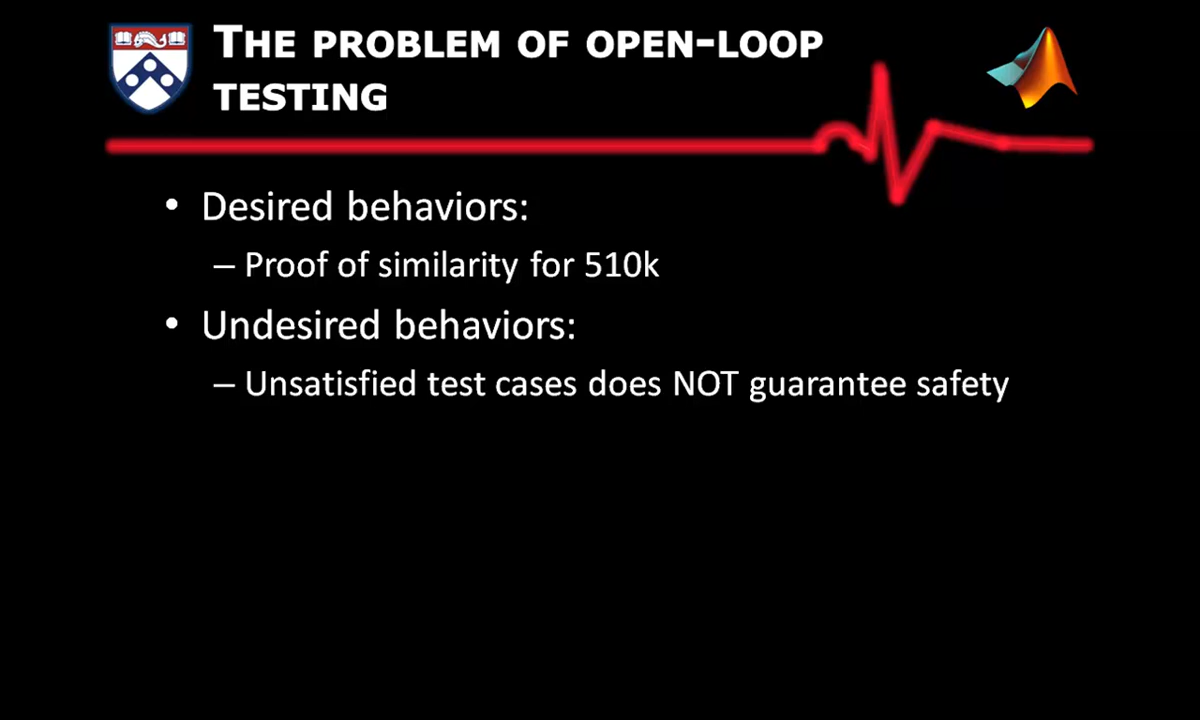 THE PROBLEM OF OPEN-LOOP
TESTING
• Desired behaviors:
– Proof of similarity for 510k
• Undesired behaviors:
– Unsatisfied test cases does NOT guarantee safety